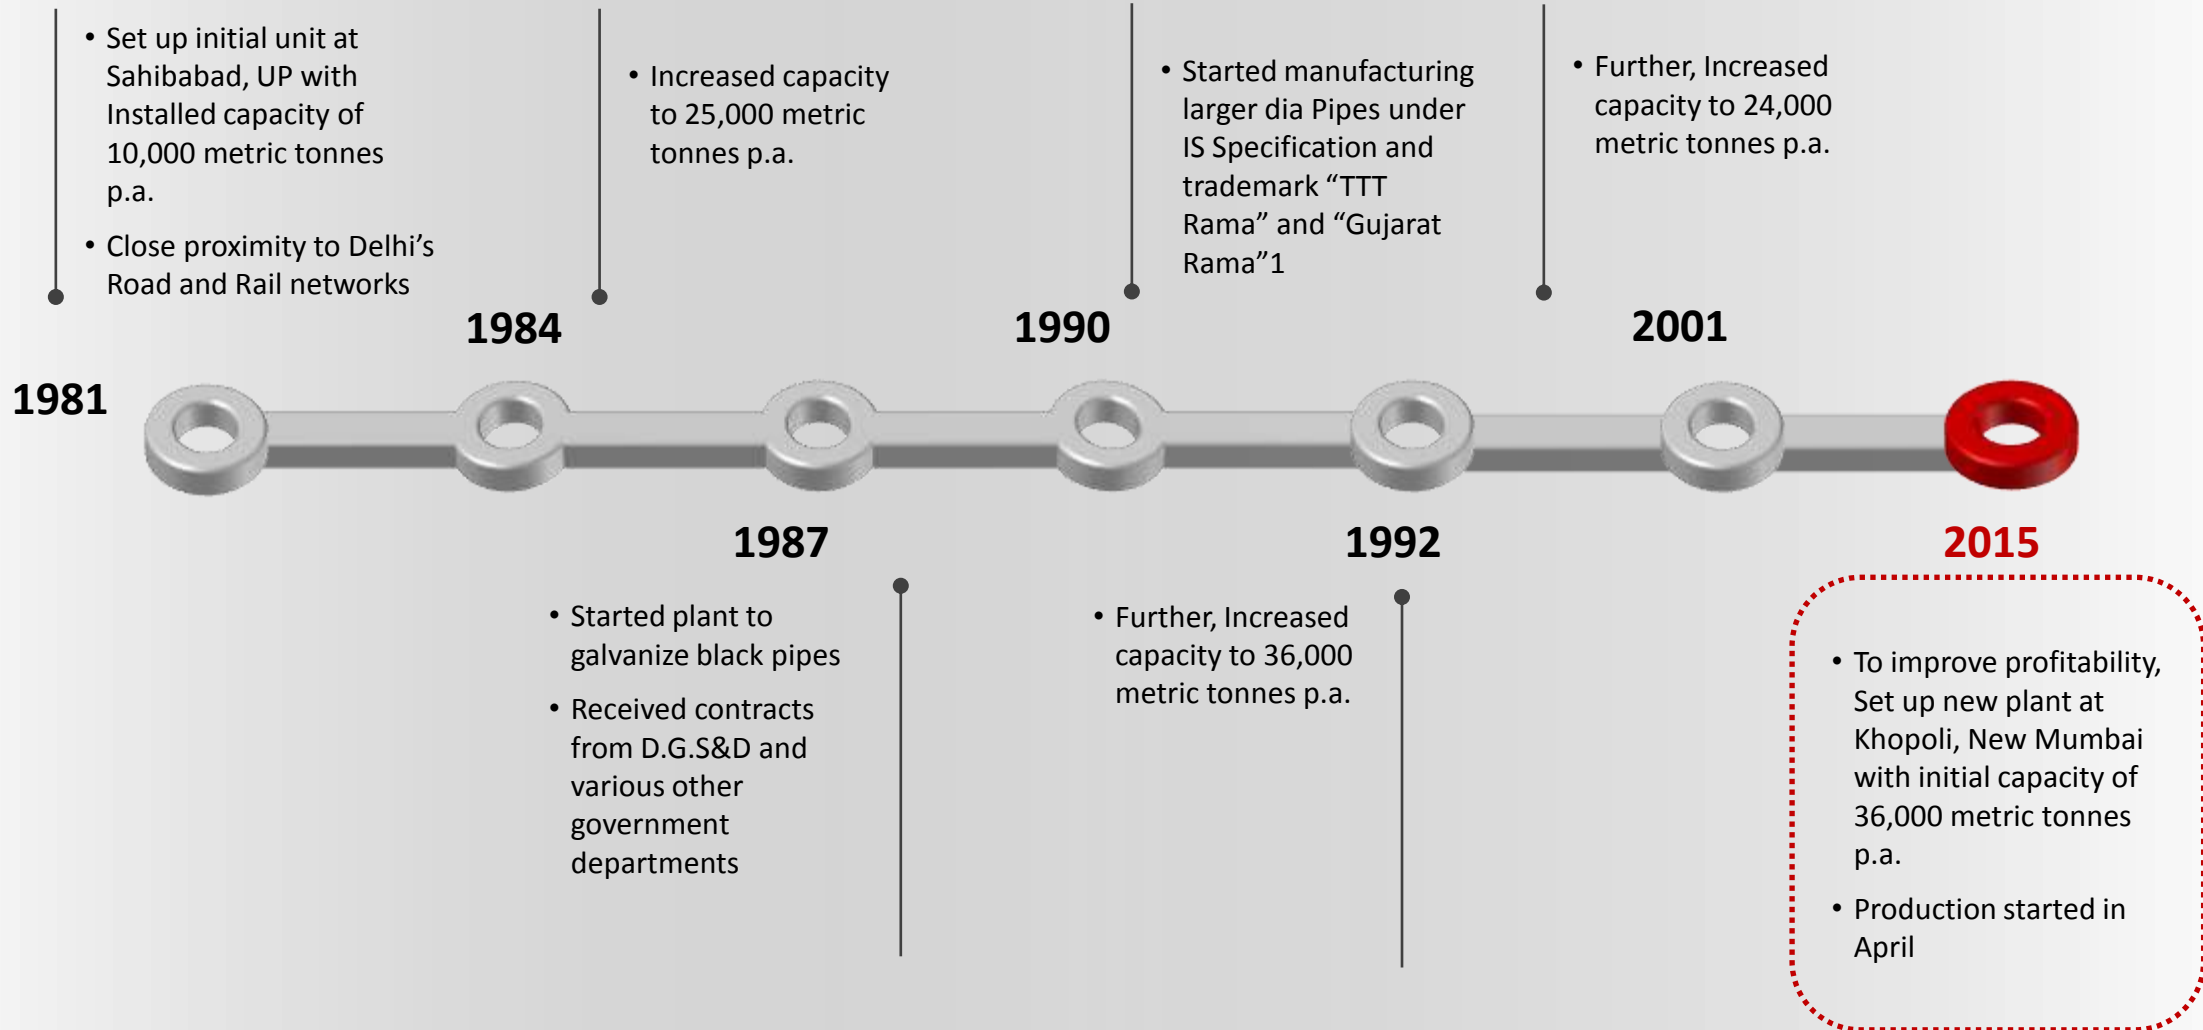 1981
• Set up initial unit at
Sahibabad, UP with
Installed capacity of
10,000 metric tonnes
p.a.
• Close proximity to Delhi’s
Road and Rail networks
1984
• Increased capacity
to 25,000 metric
tonnes p.a.
1987
• Started plant to
galvanize black pipes
• Received contracts
from D.G.S&D and
various other
government
departments
1990
• Started manufacturing
larger dia Pipes under
IS Specification and
trademark “TTT
Rama” and “Gujarat
Rama”1
1992
• Further, Increased
capacity to 36,000
metric tonnes p.a.
2001
• Further, Increased
capacity to 24,000
metric tonnes p.a.
2015
• To improve profitability,
Set up new plant at
Khopoli, New Mumbai
with initial capacity of
36,000 metric tonnes
p.a.
• Production started in
April